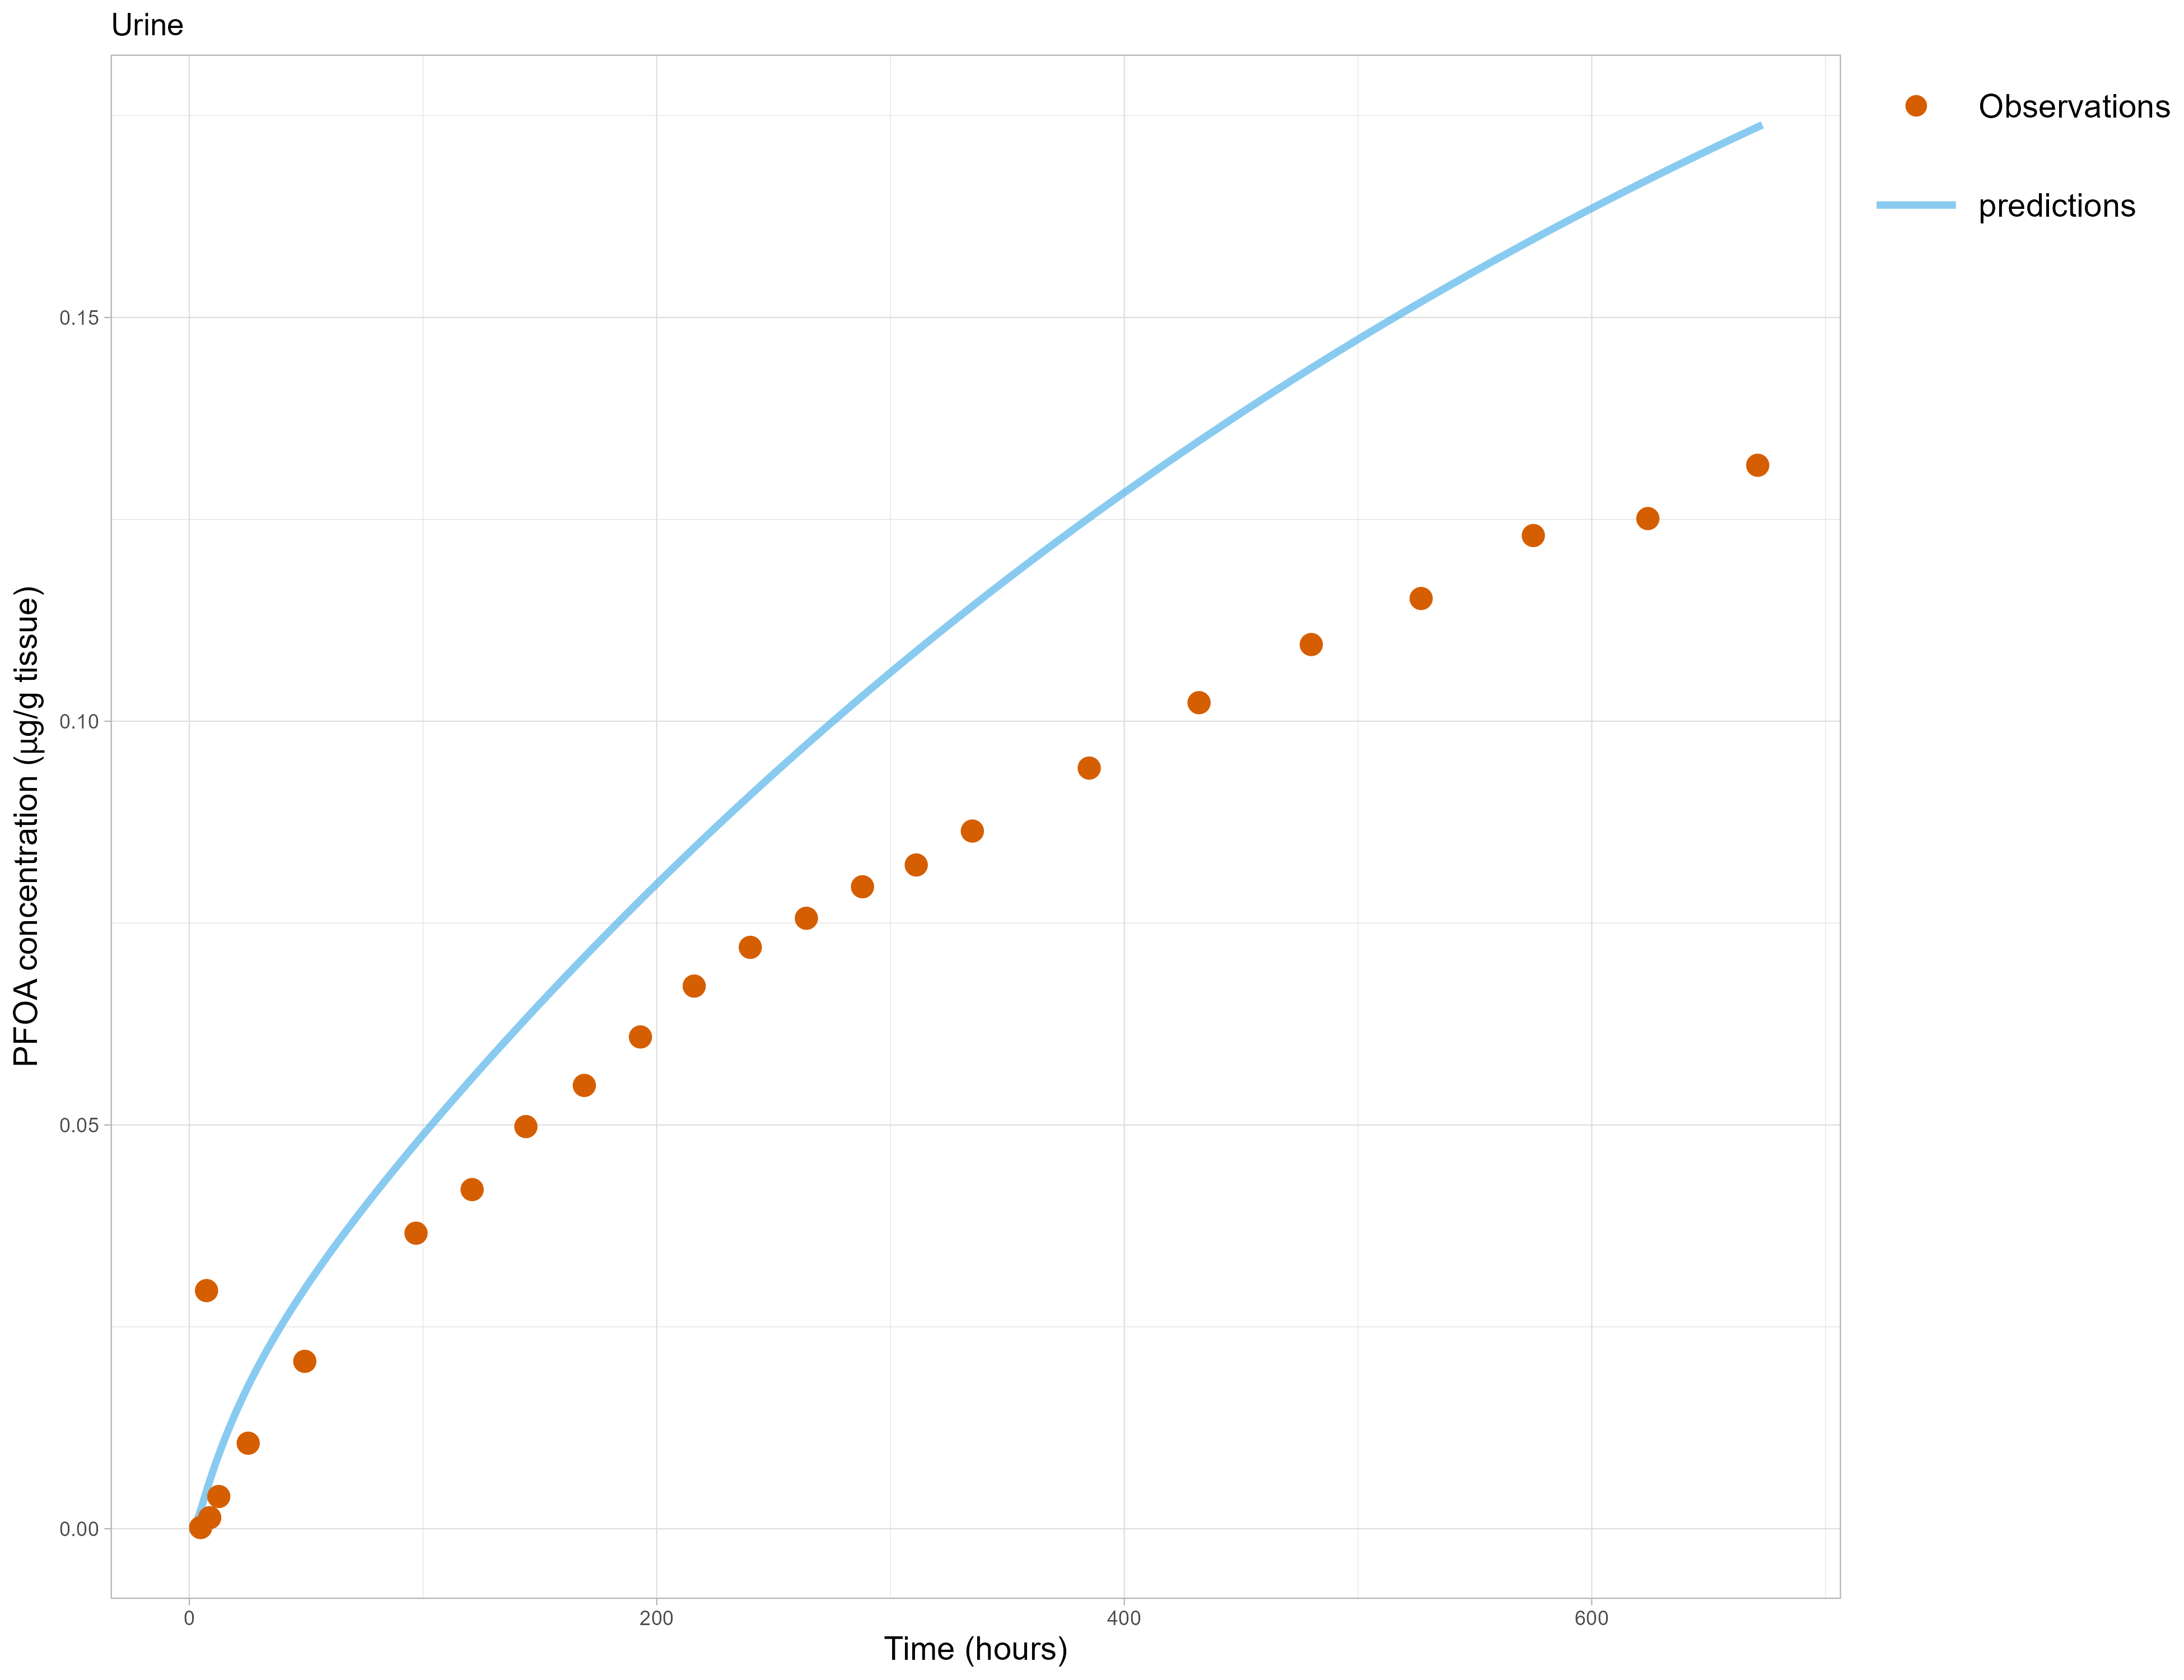 Urine
Observations
predictions
PFOA concentration (µg/g tissue)
0.15
0.10
0.05
0.00
0
200
400
600
Time (hours)